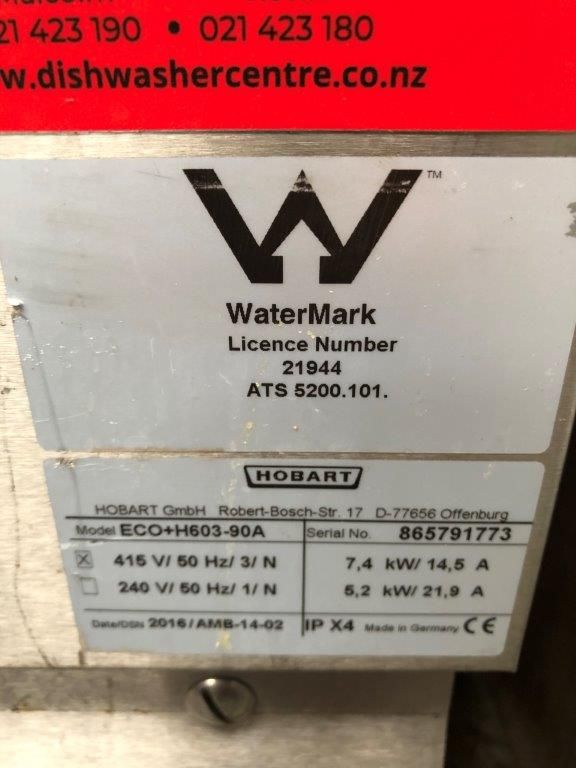 21 423 190 • 021 423 180
w.dishwashercentre.co.nz
TM
WaterMark
Licence Number
21944
ATS 5200.101.
HOBART
HOBART GmbH Robert-Bosch-Str. 17 D-77656 Offenburg
Model ECO+H603-90A Serial No. 865791773
415 V/ 50 Hz/ 3/ N 7,4 kW/ 14,5 A
240 V/ 50 Hz/ 1/ N 5,2 kW/ 21,9 A
Date/DSN 2016/AMB-14-02 IP X4 Made in Germany CE